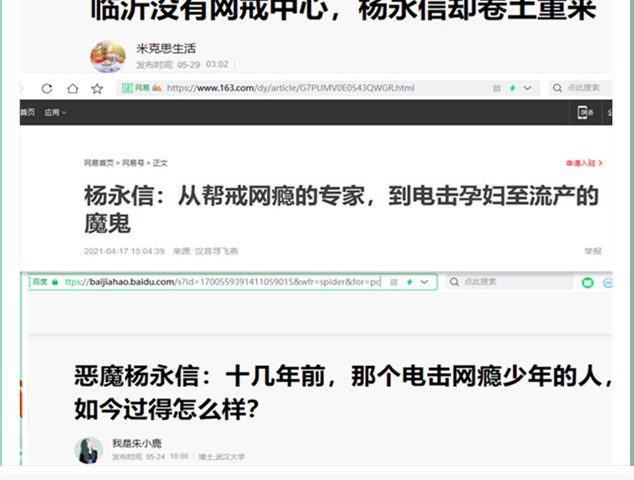 临沂没有网戒中心，杨永信却卷土重来
米克思生活
发布时间: 05-29 03:02
网易 https://www.163.com/dy/article/G7PUMV0E0543QWGR.html 点此搜索
首页 应用
网易首页 > 网易号 > 正文 申请入驻 >
杨永信：从帮戒网瘾的专家，到电击孕妇至流产的
魔鬼
2021-04-17 15:04:39 来源: 汉宫导飞燕 举报
百度 ttps://baijiahao.baidu.com/s?id=1700559391411059015&wfr=spider&for=pc 点此搜索
恶魔杨永信：十几年前，那个电击网瘾少年的人，
如今过得怎么样？
我是朱小鹿
发布时间: 05-24 10:00 博士,武汉大学